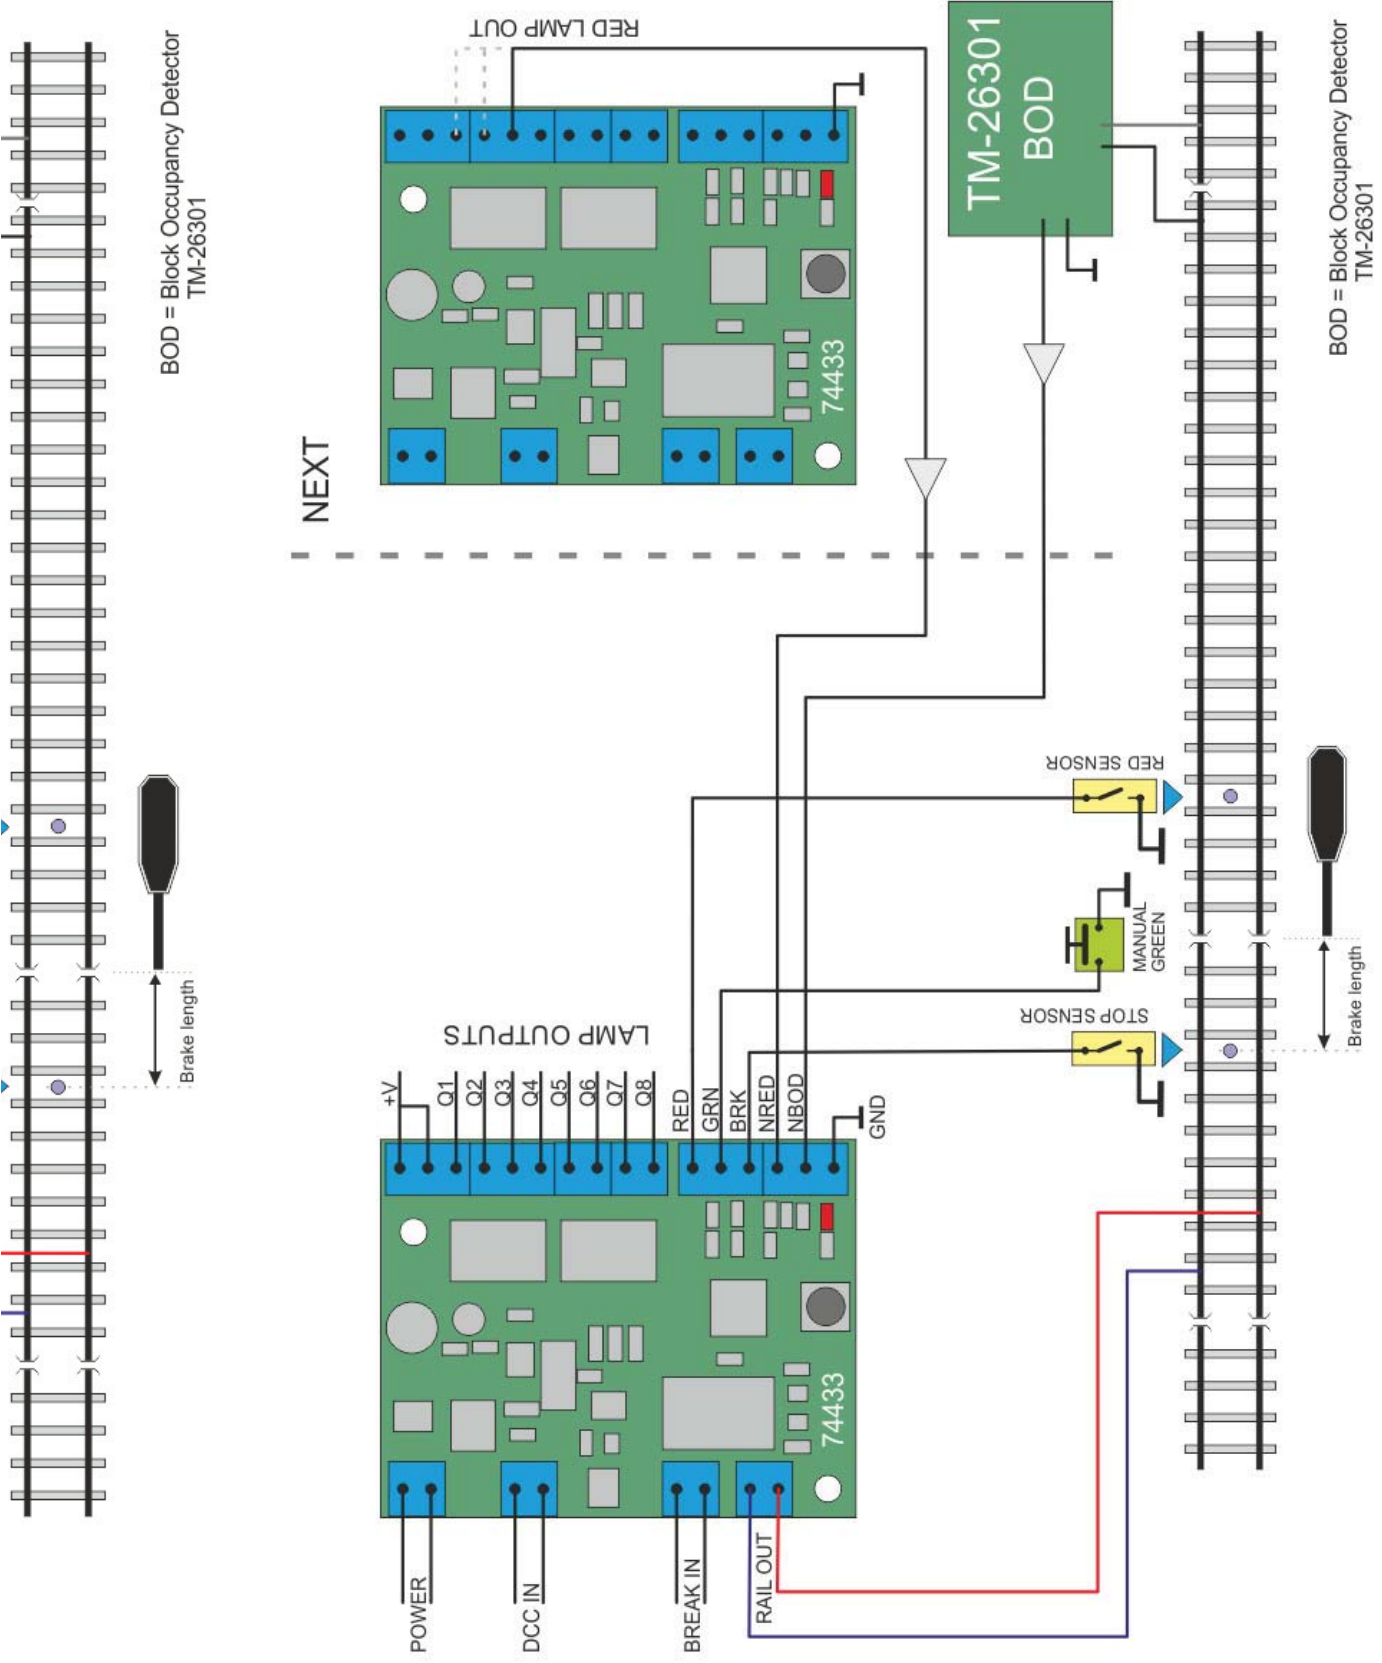 RED LAMP OUT
TM-26301
BOD
BOD = Block Occupancy Detector
TM-26301
BOD = Block Occupancy Detector
TM-26301
74433
NEXT
RED SENSOR
MANUAL
GREEN
STOP SENSOR
Brake length
Brake length
LAMP OUTPUTS
+V
Q1
Q2
Q3
Q4
Q5
Q6
Q7
Q8
RED
GRN
BRK
NRED
NBOD
GND
74433
POWER
DCC IN
BREAK IN
RAIL OUT